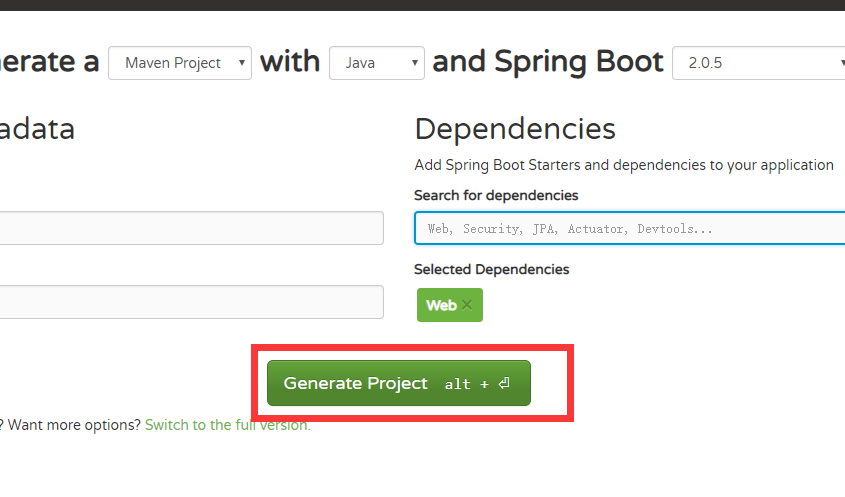 erate a Maven Project with Java and Spring Boot 2.0.5
adata
Dependencies
Add Spring Boot Starters and dependencies to your application
Search for dependencies
Web, Security, JPA, Actuator, Devtools...
Selected Dependencies
Web ×
Generate Project alt + ⏎
? Want more options? Switch to the full version.